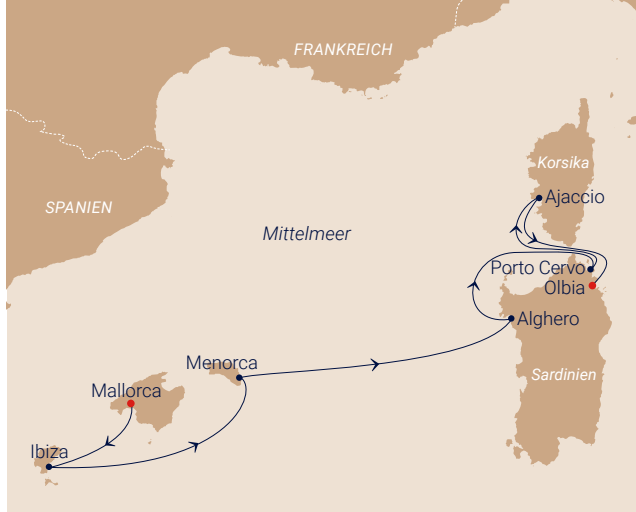 FRANKREICH
Korsika
Ajaccio
SPANIEN
Mittelmeer
Porto Cervo
Olbia
Alghero
Menorca
Sardinien
Mallorca
Ibiza